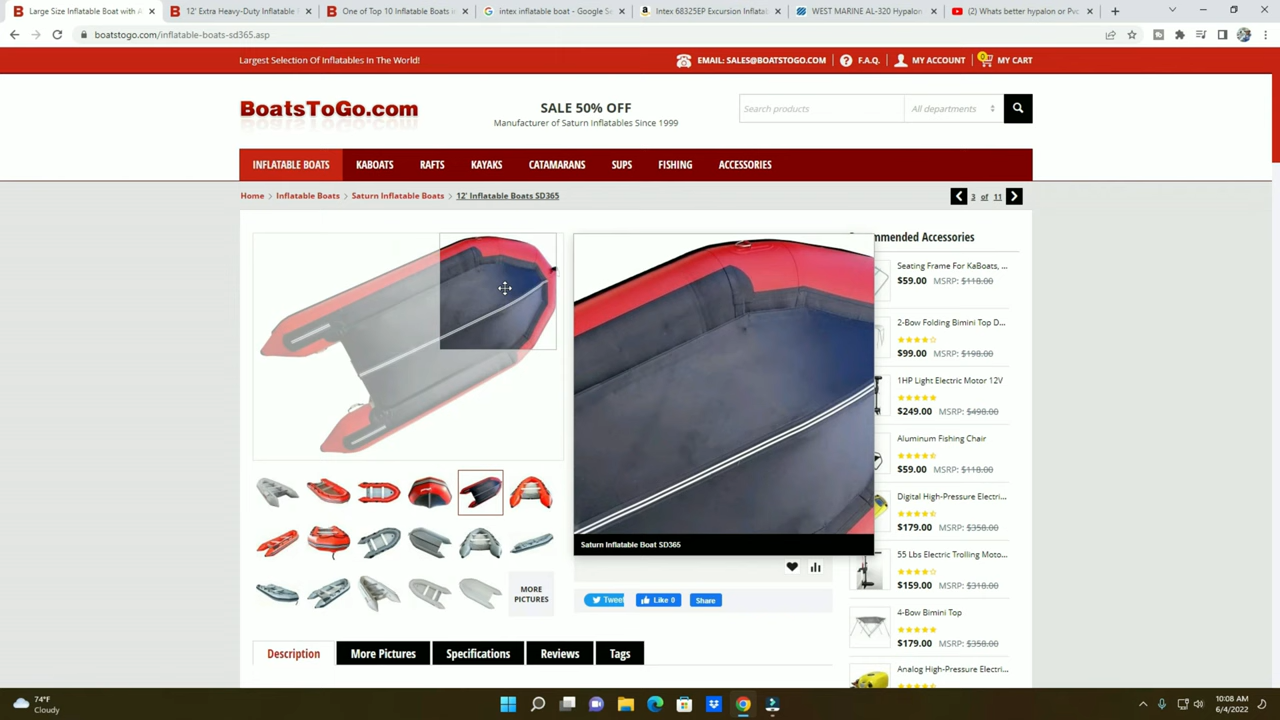 Large Size Inflatable Boat with A
12' Extra Heavy-Duty Inflatable
One of Top 10 Inflatable Boats in
intex inflatable boat - Google Se
Intex 68325EP Excursion Inflatab
WEST MARINE AL-320 Hypalon
(2) Whats better hypalon or Pvc
boatstogo.com/inflatable-boats-sd365.asp
Largest Selection Of Inflatables In The World!
EMAIL: SALES@BOATSTOGO.COM
F.A.Q.
MY ACCOUNT
0
MY CART
BoatsToGo.com
SALE 50% OFF
Manufacturer of Saturn Inflatables Since 1999
Search products
All departments
INFLATABLE BOATS
KABOATS
RAFTS
KAYAKS
CATAMARANS
SUPS
FISHING
ACCESSORIES
Home
Inflatable Boats
Saturn Inflatable Boats
12' Inflatable Boats SD365
3 of 11
mmended Accessories
Seating Frame For KaBoats, ...
$59.00 MSRP: $118.00
2-Bow Folding Bimini Top D...
$99.00 MSRP: $198.00
1HP Light Electric Motor 12V
$249.00 MSRP: $498.00
Aluminum Fishing Chair
$59.00 MSRP: $118.00
Digital High-Pressure Electri...
$179.00 MSRP: $358.00
55 Lbs Electric Trolling Moto...
$159.00 MSRP: $318.00
4-Bow Bimini Top
$179.00 MSRP: $358.00
Analog High-Pressure Electri...
Saturn Inflatable Boat SD365
MORE
PICTURES
Tweet
Like 0
Share
Description
More Pictures
Specifications
Reviews
Tags
74°F
Cloudy
10:08 AM
6/4/2022